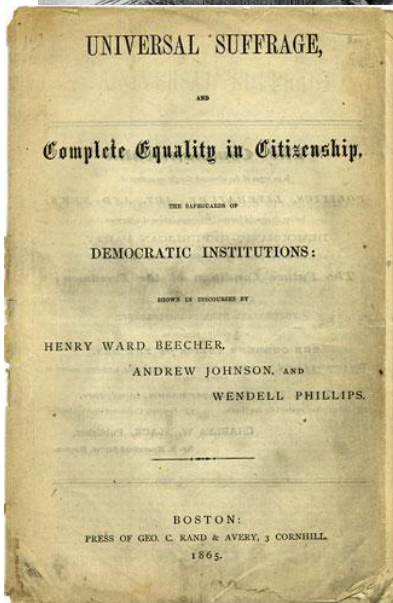 UNIVERSAL SUFFRAGE,
AND
Complete Equality in Citizenship,
THE SAFEGUARDS OF
DEMOCRATIC INSTITUTIONS:
SHOWN IN DISCOURSES BY
HENRY WARD BEECHER,
ANDREW JOHNSON, AND
WENDELL PHILLIPS.
BOSTON:
PRESS OF GEO. C. RAND & AVERY, 3 CORNHILL.
1865.